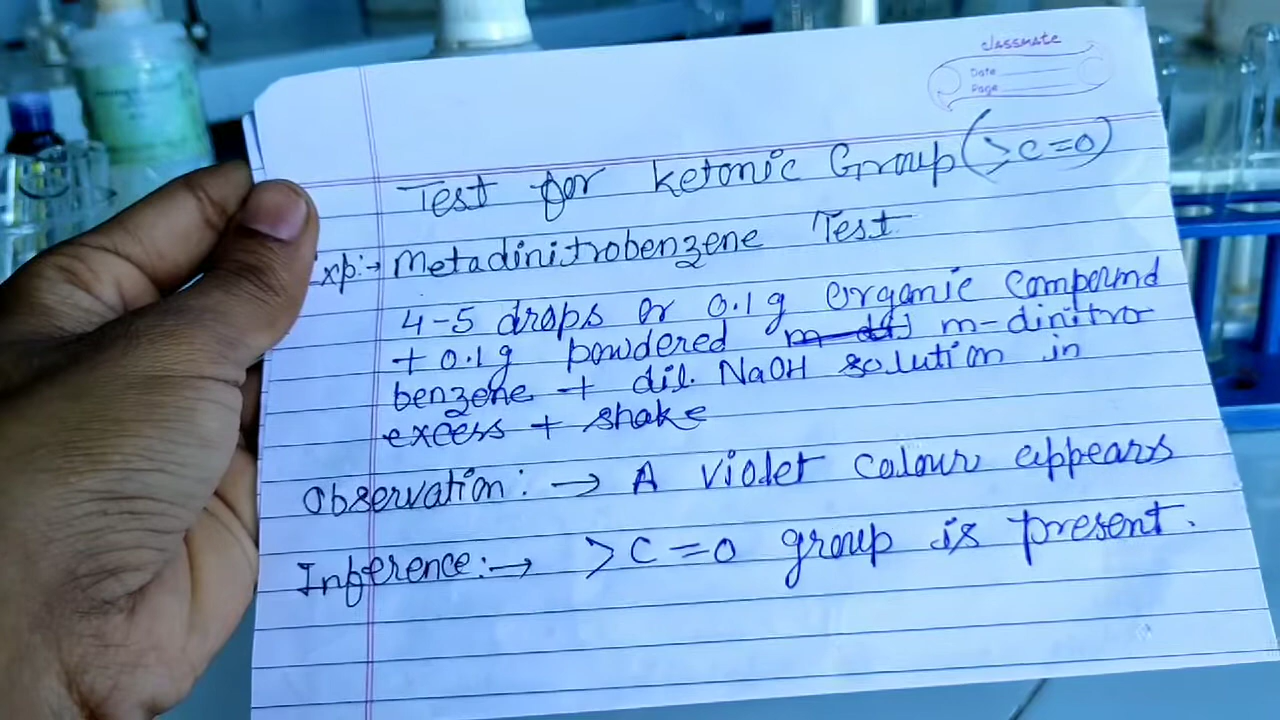 classmate
Date
Page
Test for Ketonic Group (>C=O)
Exp:→ Metadinitrobenzene Test
4-5 drops or 0.1g organic compound
+ 0.1g powdered m-dinitro
benzene + dil. NaOH solution in
excess + shake
Observation:→ A violet colour appears
Inference:→ >C=O group is present.